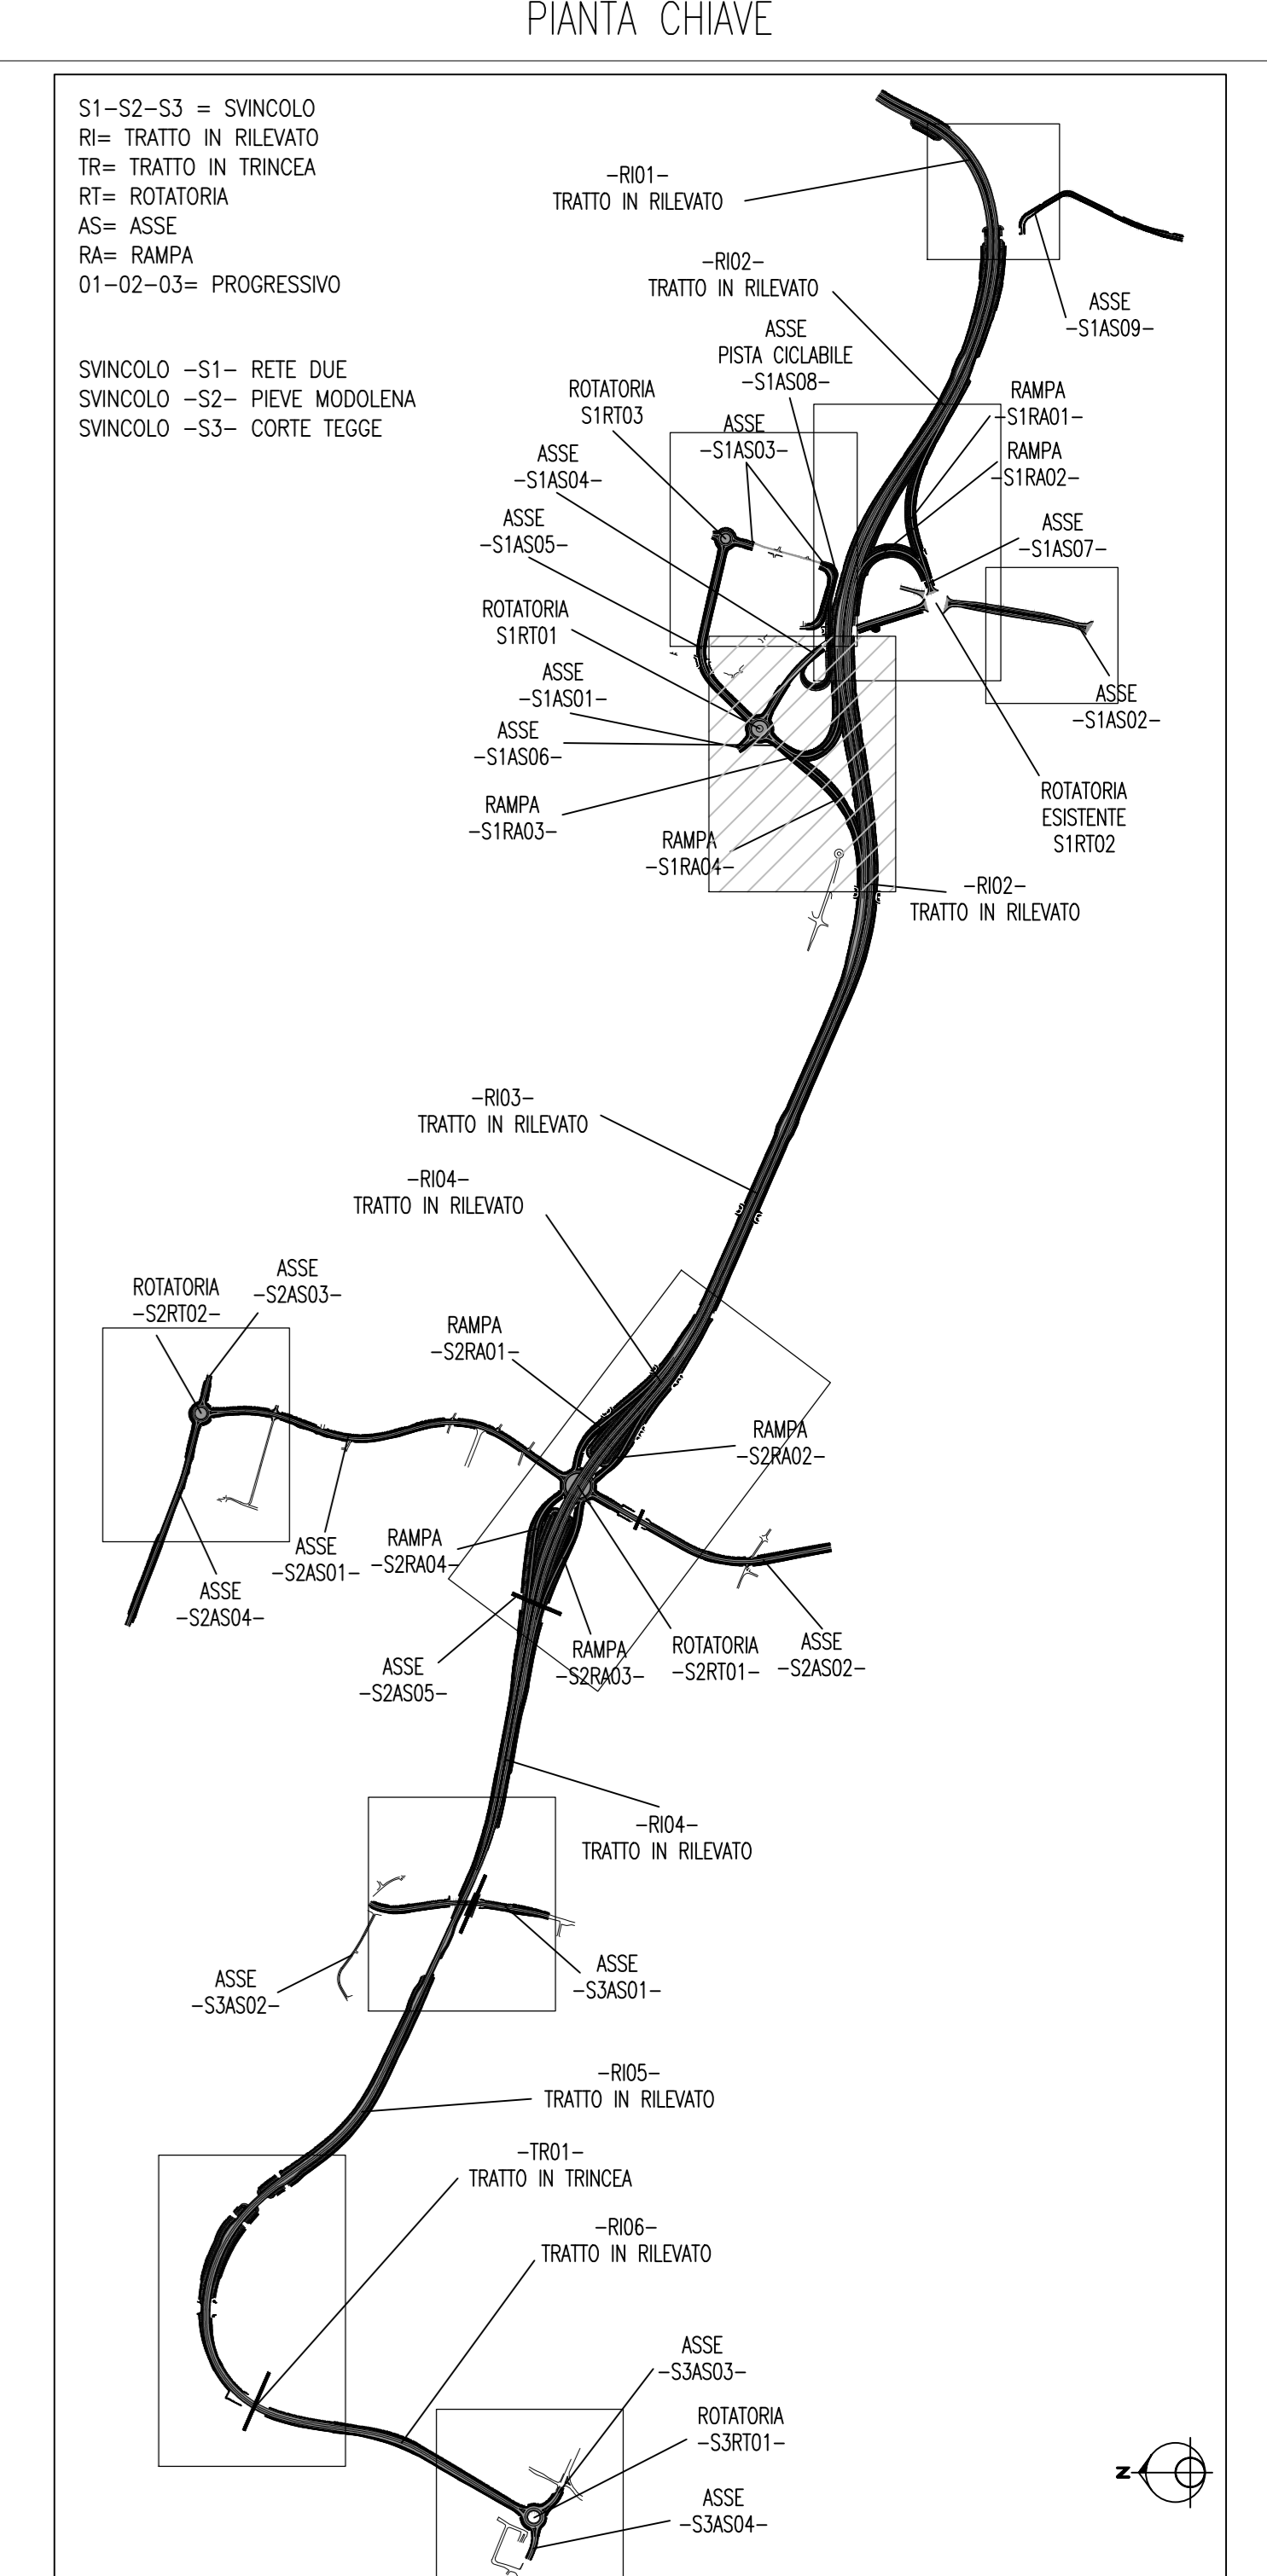 PIANTA CHIAVE
S1-S2-S3 = SVINCOLO
RI= TRATTO IN RILEVATO
TR= TRATTO IN TRINCEA
RT= ROTATORIA
AS= ASSE
RA= RAMPA
01-02-03= PROGRESSIVO
SVINCOLO -S1- RETE DUE
SVINCOLO -S2- PIEVE MODOLENA
SVINCOLO -S3- CORTE TEGGE
-RI01-
TRATTO IN RILEVATO
-RI02-
TRATTO IN RILEVATO
ASSE
-S1AS09-
ASSE
PISTA CICLABILE
-S1AS08-
ROTATORIA
S1RT03
RAMPA
-S1RA01-
ASSE
-S1AS03-
ASSE
-S1AS04-
RAMPA
-S1RA02-
ASSE
-S1AS05-
ASSE
-S1AS07-
ROTATORIA
S1RT01
ASSE
-S1AS01-
ASSE
-S1AS02-
ASSE
-S1AS06-
RAMPA
-S1RA03-
ROTATORIA
ESISTENTE
S1RT02
RAMPA
-S1RA04-
-RI02-
TRATTO IN RILEVATO
-RI03-
TRATTO IN RILEVATO
-RI04-
TRATTO IN RILEVATO
ASSE
-S2AS03-
ROTATORIA
-S2RT02-
RAMPA
-S2RA01-
RAMPA
-S2RA02-
RAMPA
-S2RA04-
ASSE
-S2AS01-
ASSE
-S2AS04-
RAMPA
-S2RA03-
ROTATORIA
-S2RT01-
ASSE
-S2AS02-
ASSE
-S2AS05-
-RI04-
TRATTO IN RILEVATO
ASSE
-S3AS01-
ASSE
-S3AS02-
-RI05-
TRATTO IN RILEVATO
-TR01-
TRATTO IN TRINCEA
-RI06-
TRATTO IN RILEVATO
ASSE
-S3AS03-
ROTATORIA
-S3RT01-
N
ASSE
-S3AS04-